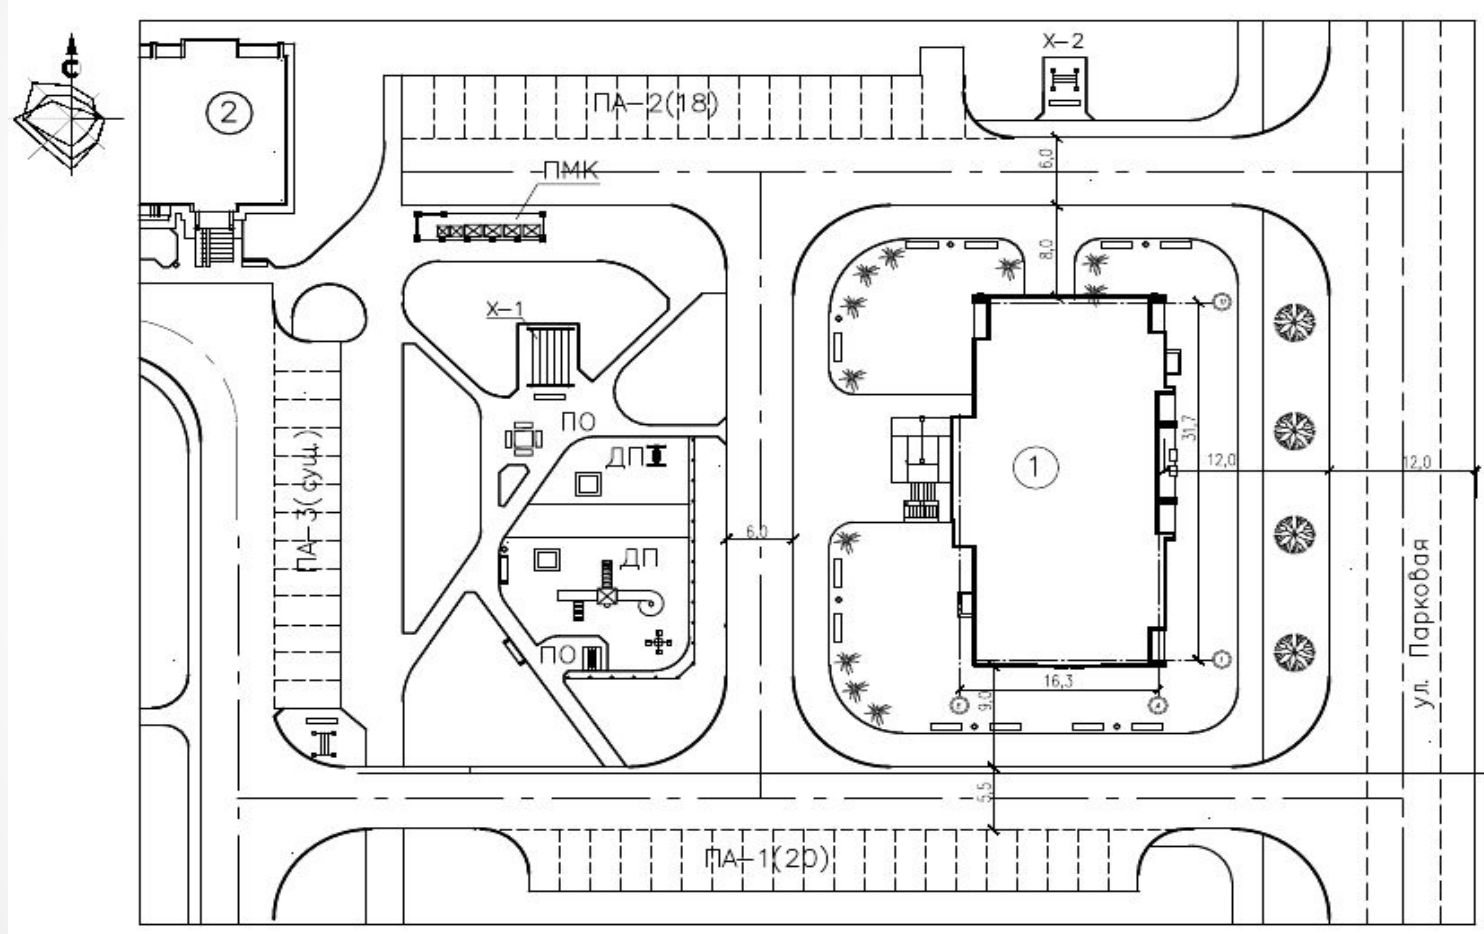 С
2
ПА-2(18)
Х-2
6,0
ПМК
8,0
Х-1
ПО
ДП
ПА-3(сущ.)
1
31,7
12,0
12,0
6,0
ДП
ПО
16,3
9,0
ул. Парковая
5,5
ПА-1(20)